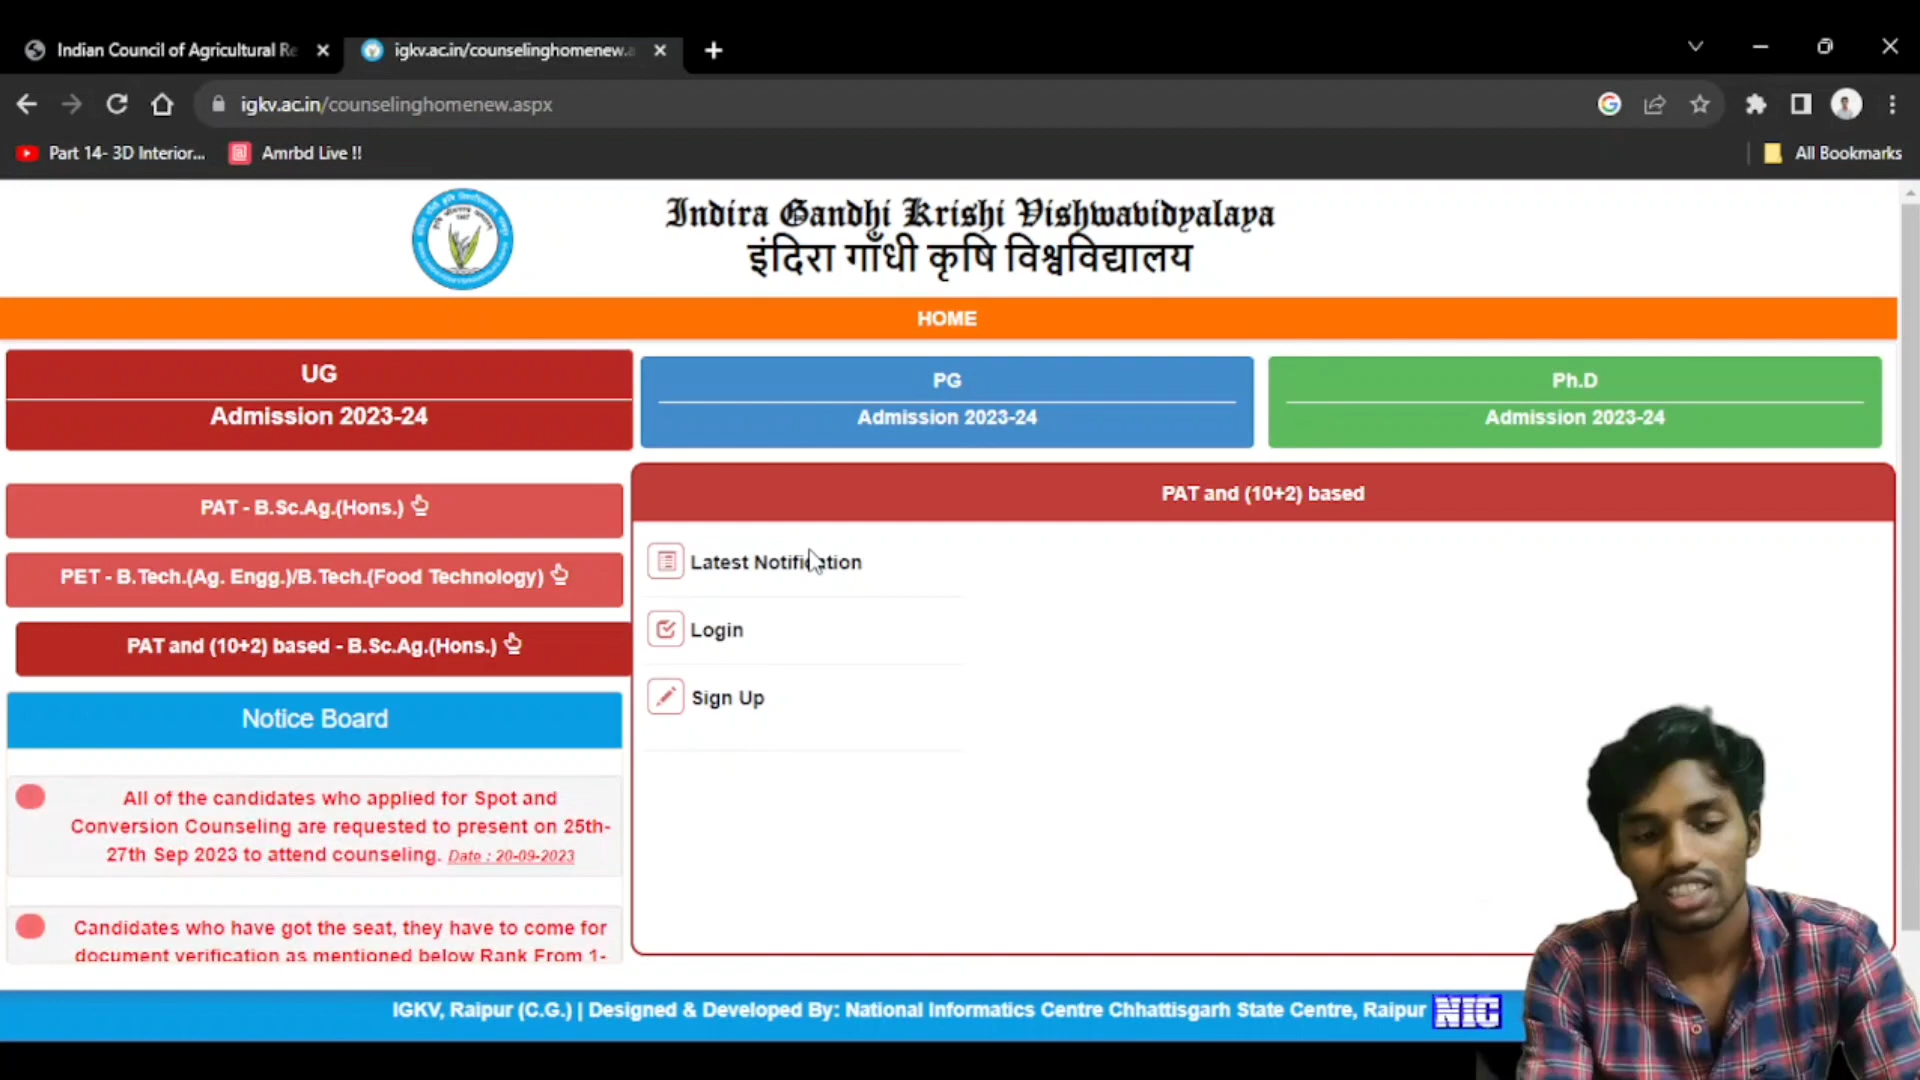 Indian Council of Agricultural Re
igkv.ac.in/counselinghomenew.a
igkv.ac.in/counselinghomenew.aspx
Part 14- 3D Interior...
Amrbd Live !!
All Bookmarks
Indira Gandhi Krishi Vishwavidyalaya
इंदिरा गाँधी कृषि विश्वविद्यालय
HOME
UG
Admission 2023-24
PG
Admission 2023-24
Ph.D
Admission 2023-24
PAT - B.Sc.Ag.(Hons.)
PET - B.Tech.(Ag. Engg.)/B.Tech.(Food Technology)
PAT and (10+2) based - B.Sc.Ag.(Hons.)
PAT and (10+2) based
Latest Notification
Login
Sign Up
Notice Board
All of the candidates who applied for Spot and
Conversion Counseling are requested to present on 25th-
27th Sep 2023 to attend counseling. Date : 20-09-2023
Candidates who have got the seat, they have to come for
document verification as mentioned below Rank From 1-
IGKV, Raipur (C.G.) | Designed & Developed By: National Informatics Centre Chhattisgarh State Centre, Raipur
NIC